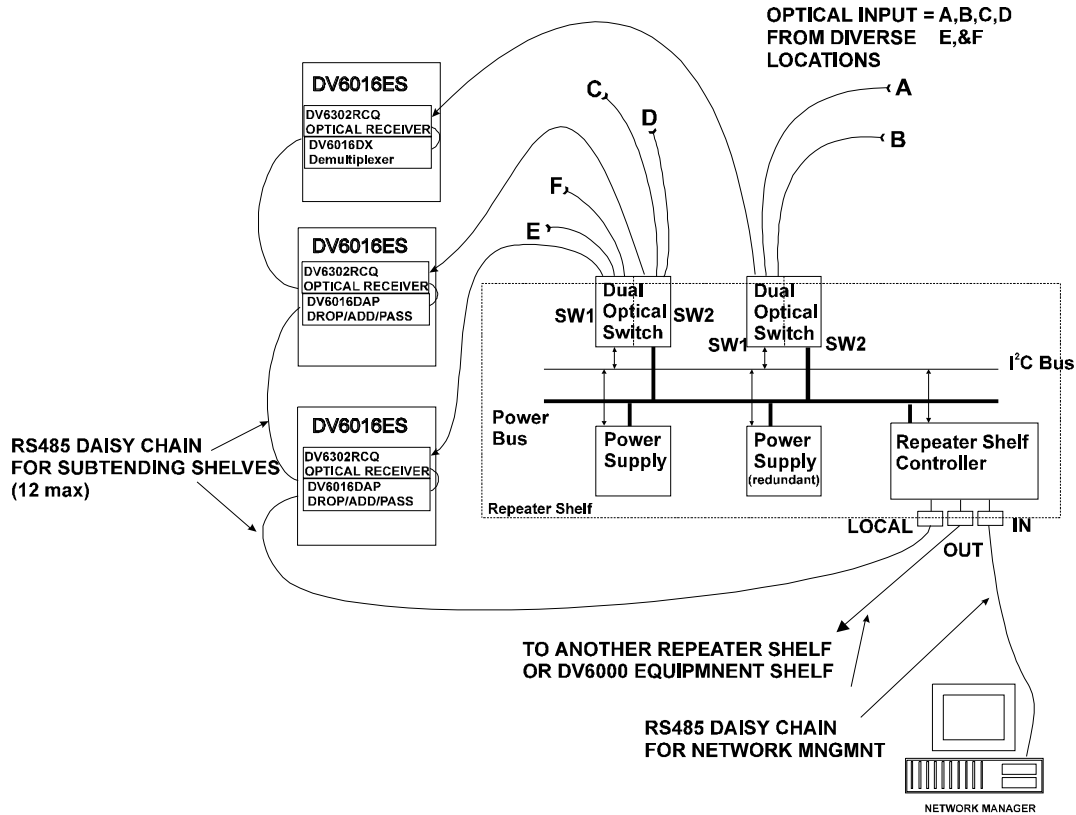 OPTICAL INPUT = A,B,C,D
FROM DIVERSE E,&F
LOCATIONS
A
B
C
D
F
E
DV6016ES
DV6302RCQ
OPTICAL RECEIVER
DV6016DX
Demultiplexer
DV6016ES
DV6302RCQ
OPTICAL RECEIVER
DV6016DAP
DROP/ADD/PASS
DV6016ES
DV6302RCQ
OPTICAL RECEIVER
DV6016DAP
DROP/ADD/PASS
RS485 DAISY CHAIN
FOR SUBTENDING SHELVES
(12 max)
SW1
Dual
Optical
Switch
SW2
SW1
Dual
Optical
Switch
SW2
I²C Bus
Power
Bus
Power
Supply
Power
Supply
(redundant)
Repeater Shelf
Controller
Repeater Shelf
LOCAL
OUT
IN
TO ANOTHER REPEATER SHELF
OR DV6000 EQUIPMNENT SHELF
RS485 DAISY CHAIN
FOR NETWORK MNGMNT
NETWORK MANAGER